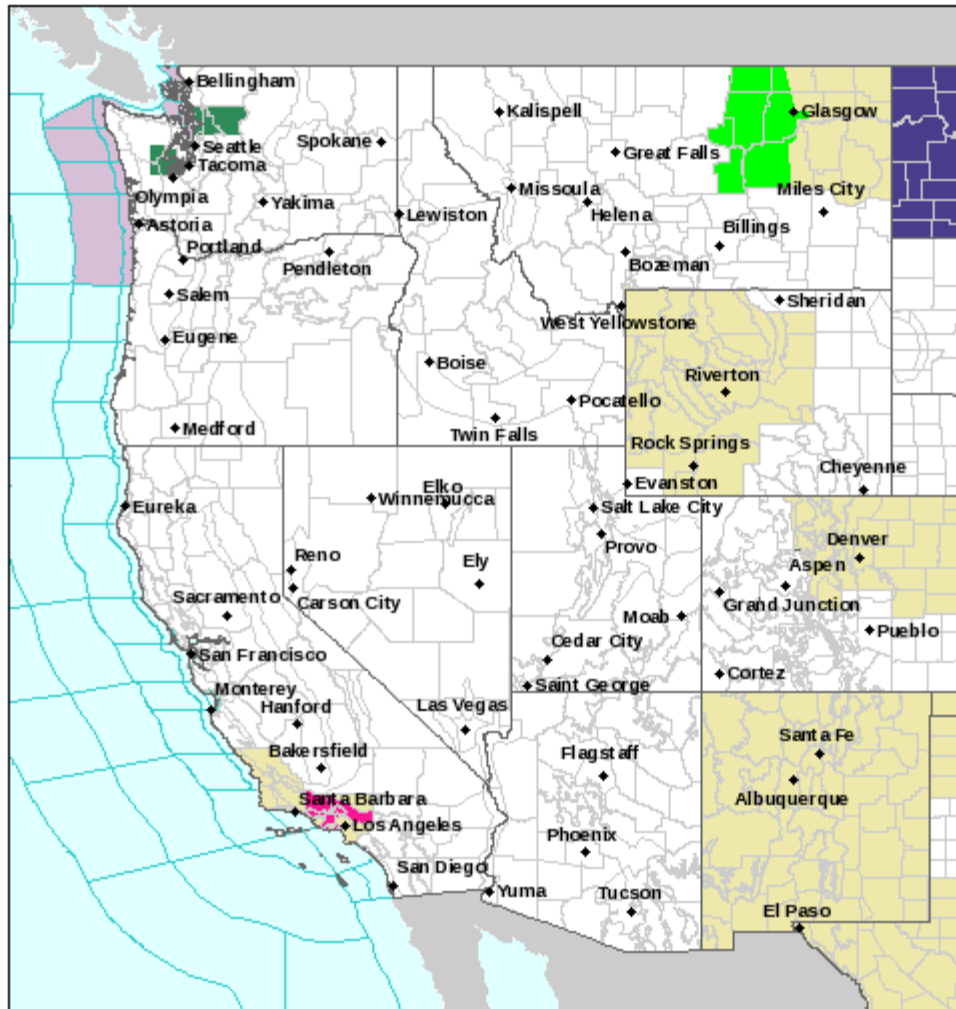 Bellingham
Kalispell
Glasgow
Seattle
Spokane
Great Falls
Tacoma
Missoula
Miles City
Olympia
Yakima
Lewiston
Helena
Astoria
Billings
Portland
Pendleton
Bozeman
Salem
Sheridan
West Yellowstone
Eugene
Boise
Riverton
Pocatello
Medford
Twin Falls
Rock Springs
Cheyenne
Evanston
Elko
Winnemucca
Eureka
Salt Lake City
Provo
Denver
Reno
Ely
Aspen
Sacramento
Carson City
Grand Junction
Moab
Pueblo
Cedar City
San Francisco
Cortez
Saint George
Monterey
Hanford
Las Vegas
Santa Fe
Bakersfield
Flagstaff
Albuquerque
Santa Barbara
Los Angeles
Phoenix
San Diego
Yuma
Tucson
El Paso